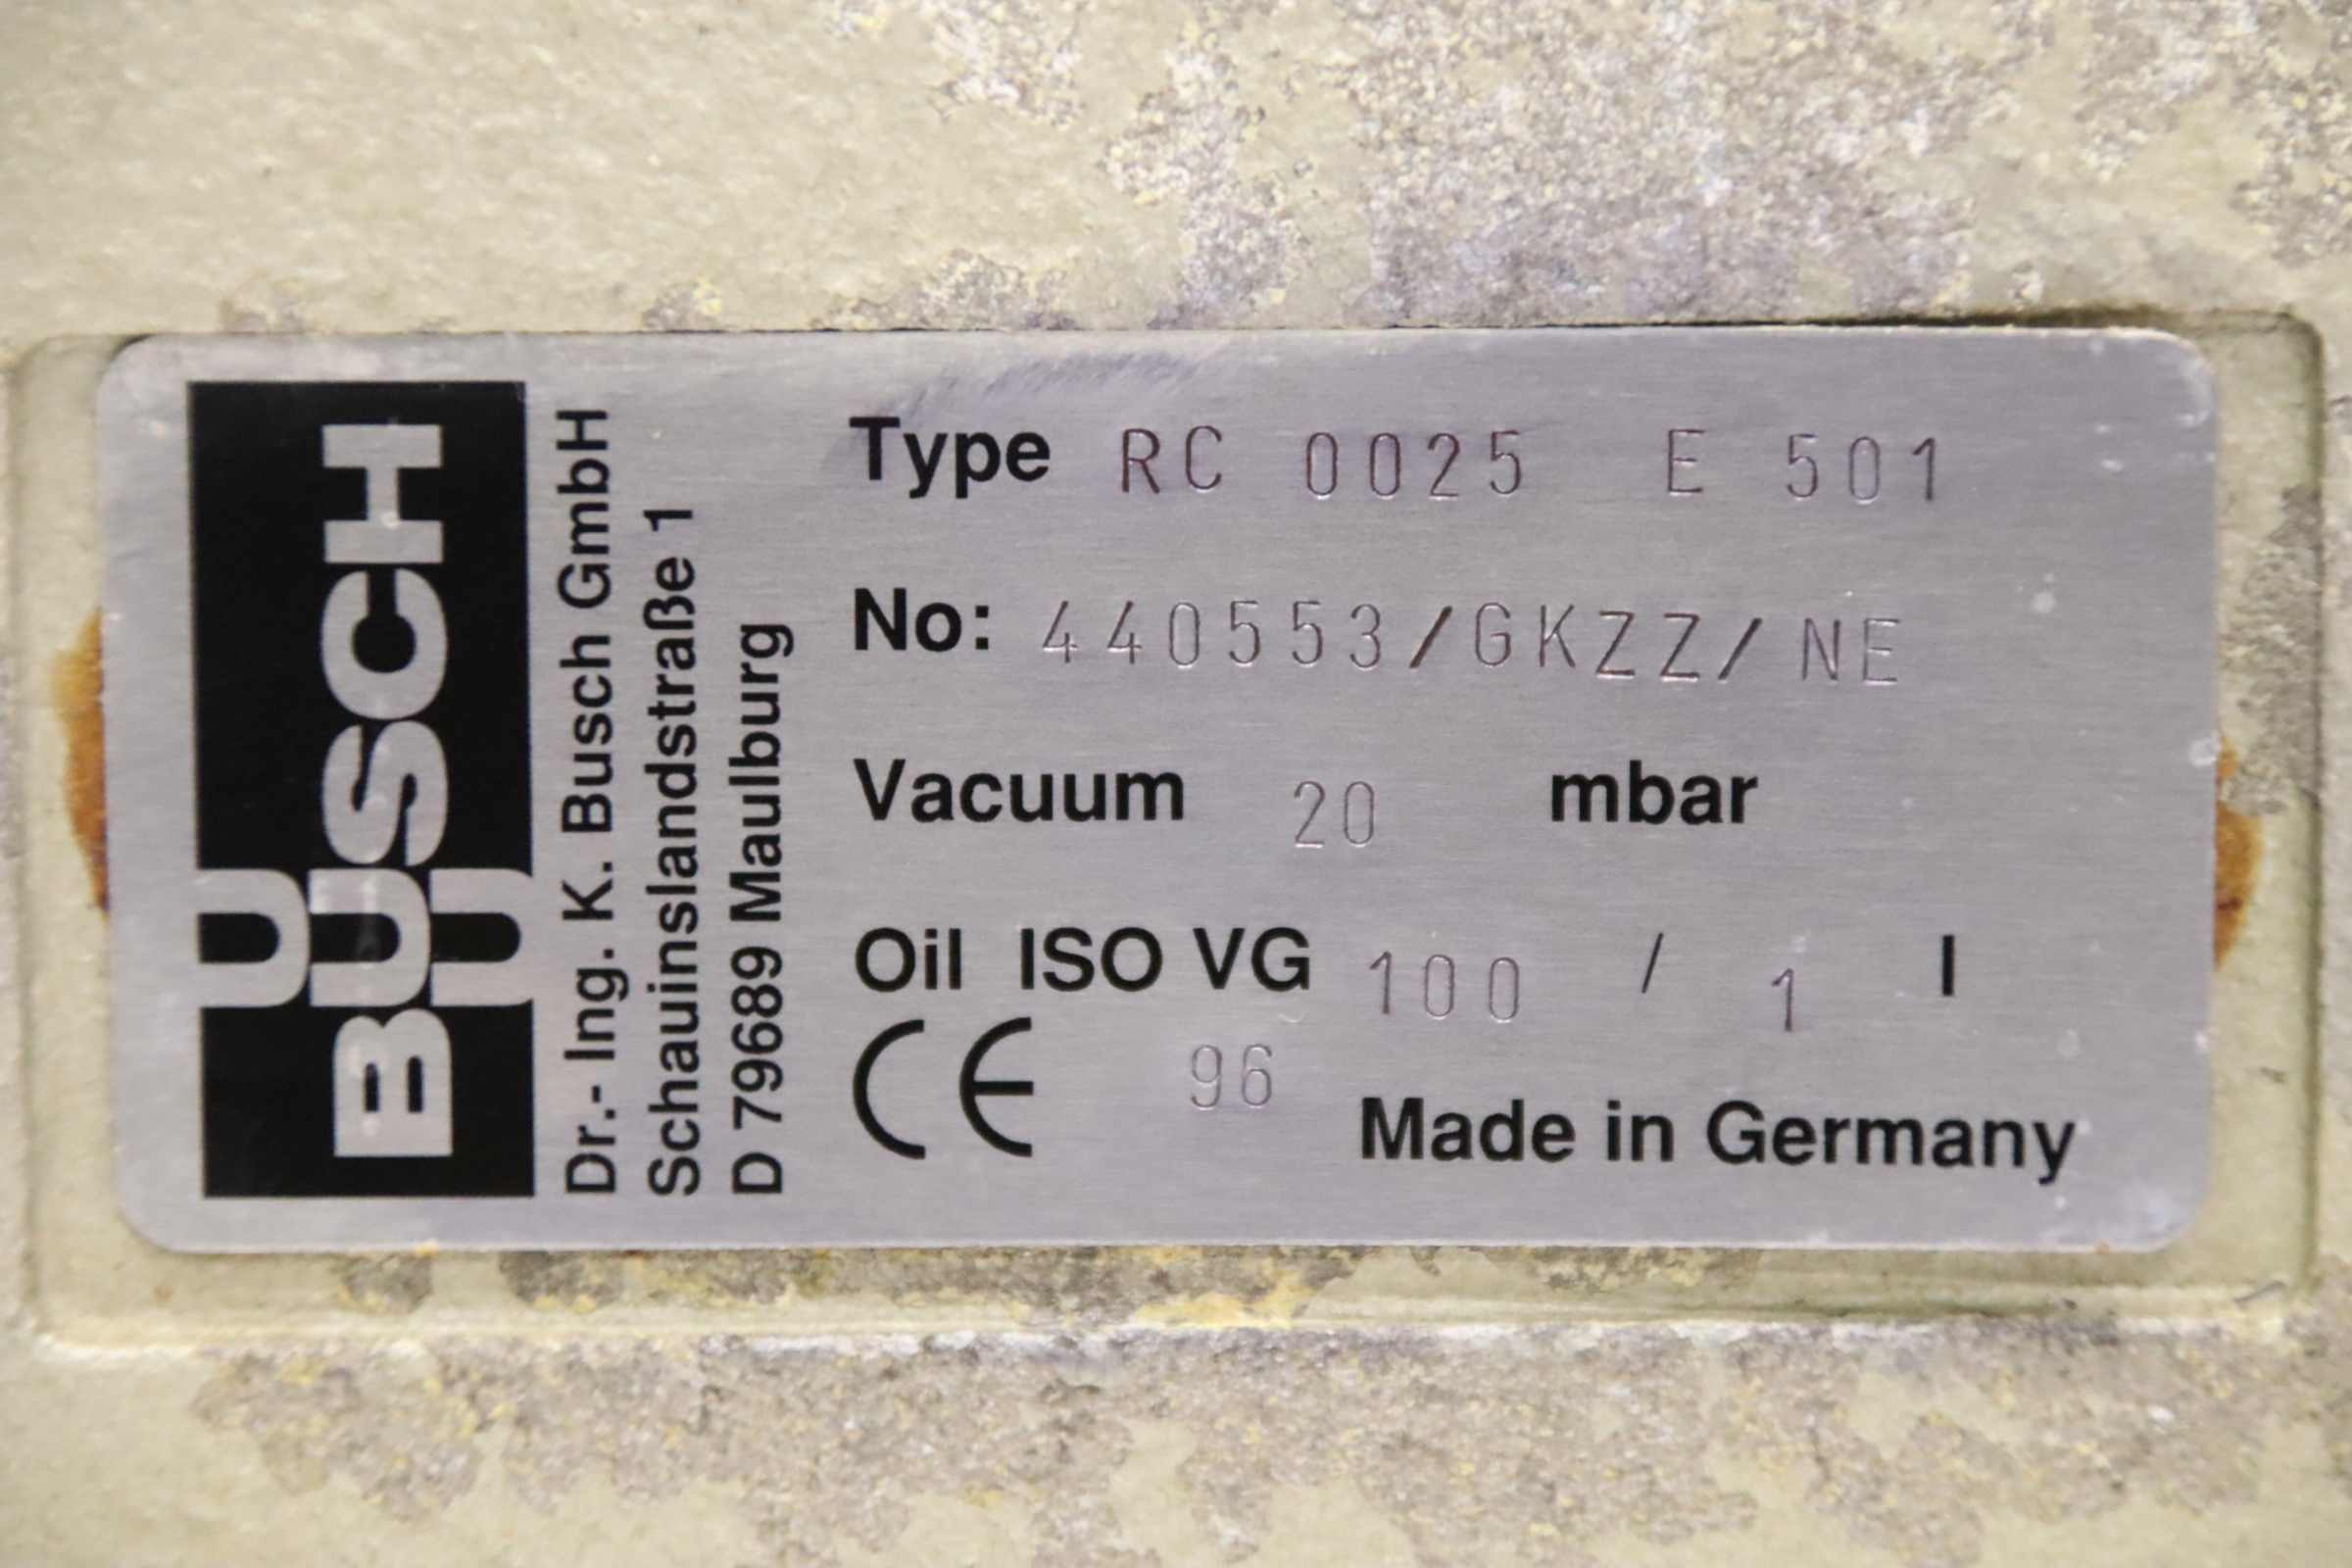 BUSCH
Dr.- Ing. K. Busch GmbH
Schauinslandstraße 1
D 79689 Maulburg
Type RC 0025 E 501
No: 440553/GKZZ/NE
Vacuum 20 mbar
Oil ISO VG 100 / 1 l
CE 96
Made in Germany